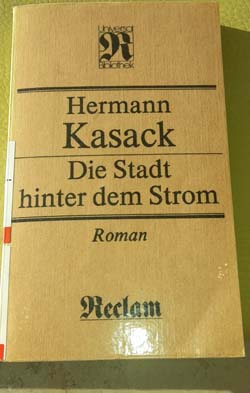 Universal
Bibliothek
Hermann
Kasack
Die Stadt
hinter dem Strom
Roman
Reclam